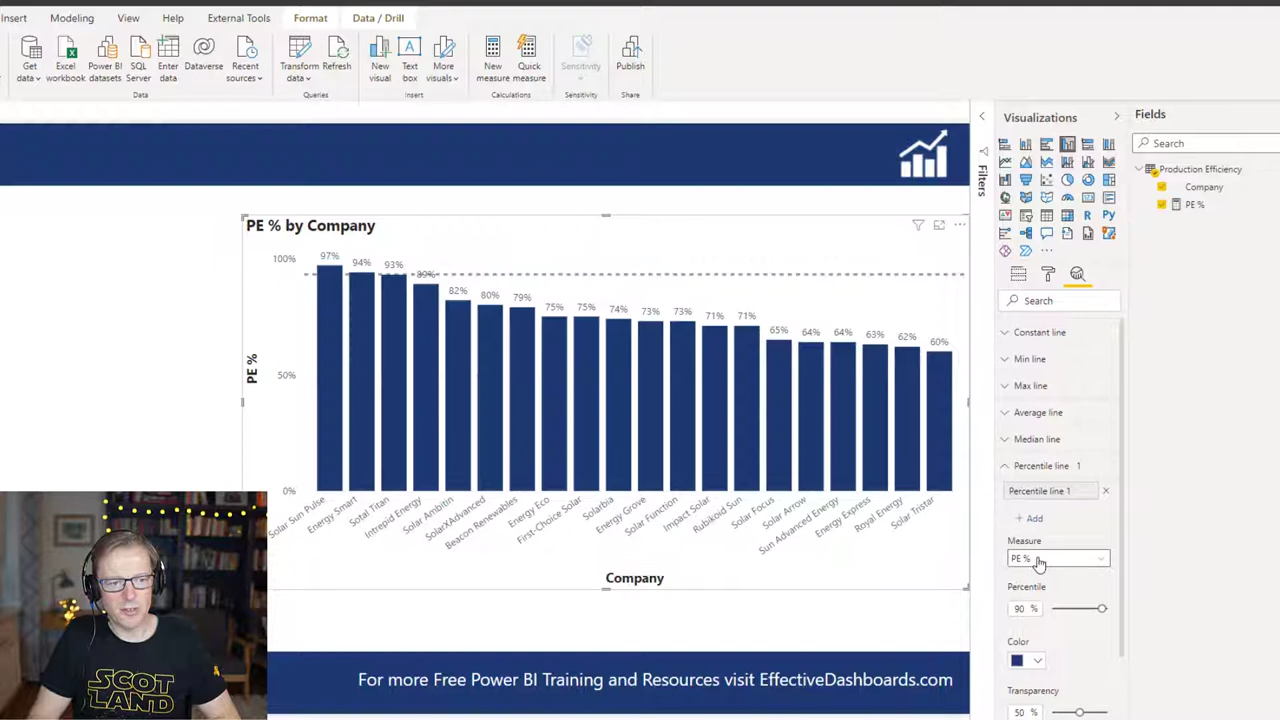 Insert Modeling View Help External Tools Format Data / Drill
Get data
Excel workbook
Power BI datasets
SQL Server
Enter data
Dataverse
Recent sources
Transform data
Refresh
New visual
Text box
More visuals
New measure
Quick measure
Sensitivity
Publish
Data
Queries
Insert
Calculations
Sensitivity
Share
PE % by Company
100%
50%
0%
PE %
97%
94%
93%
89%
82%
80%
79%
75%
75%
74%
73%
73%
71%
71%
65%
64%
64%
63%
62%
60%
Solar Sun Pulse
Energy Smart
Sotal Titan
Intrepid Energy
Solar Ambitin
SolarXAdvanced
Beacon Renewables
Energy Eco
First-Choice Solar
Solarbia
Energy Grove
Solar Function
Impact Solar
Rubikoid Sun
Solar Focus
Solar Arrow
Sun Advanced Energy
Energy Express
Royal Energy
Solar Tristar
Company
For more Free Power BI Training and Resources visit EffectiveDashboards.com
SCOT
LAND
Filters
Visualizations
R Py
Search
Constant line
Min line
Max line
Average line
Median line
Percentile line 1
Percentile line 1
+ Add
Measure
PE %
Percentile
90 %
Color
Transparency
50 %
Fields
Search
Production Efficiency
Company
PE %